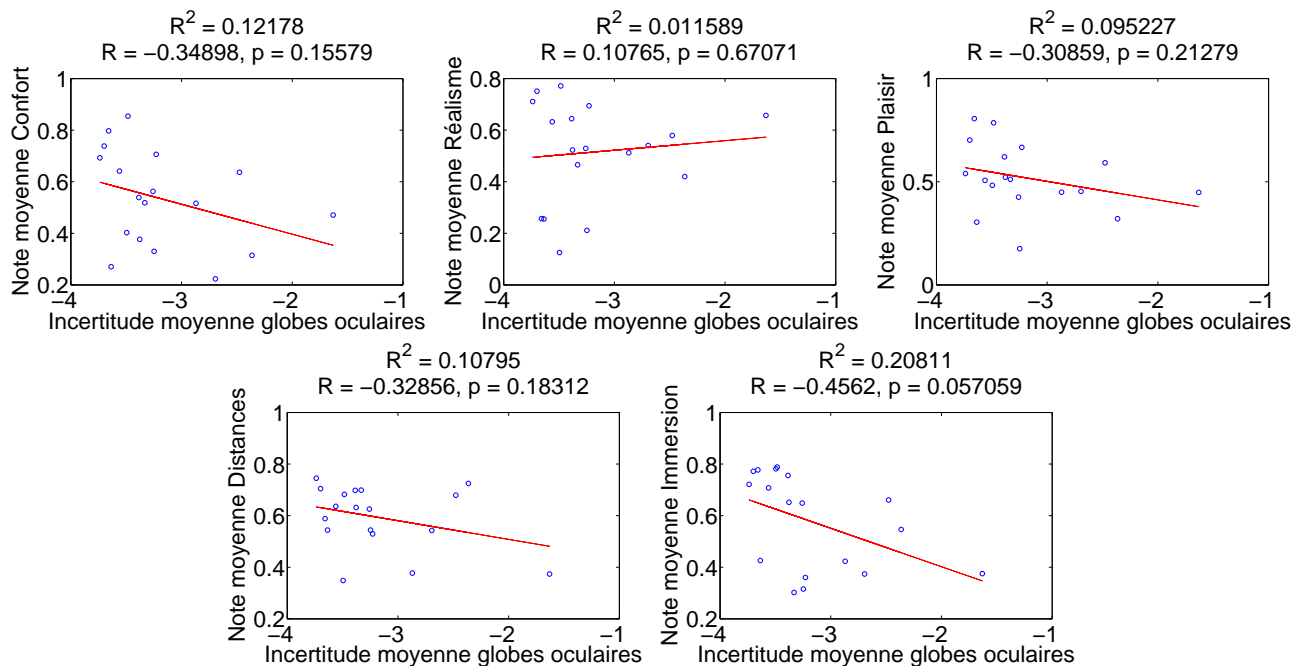 R² = 0.12178
R = −0.34898, p = 0.15579
1
0.8
0.6
0.4
0.2
−4
−3
−2
−1
Note moyenne Confort
Incertitude moyenne globes oculaires
R² = 0.011589
R = 0.10765, p = 0.67071
0.8
0.6
0.4
0.2
0
−4
−3
−2
−1
Note moyenne Réalisme
Incertitude moyenne globes oculaires
R² = 0.095227
R = −0.30859, p = 0.21279
1
0.5
0
−4
−3
−2
−1
Note moyenne Plaisir
Incertitude moyenne globes oculaires
R² = 0.10795
R = −0.32856, p = 0.18312
1
0.8
0.6
0.4
0.2
−4
−3
−2
−1
Note moyenne Distances
Incertitude moyenne globes oculaires
R² = 0.20811
R = −0.4562, p = 0.057059
1
0.8
0.6
0.4
0.2
−4
−3
−2
−1
Note moyenne Immersion
Incertitude moyenne globes oculaires